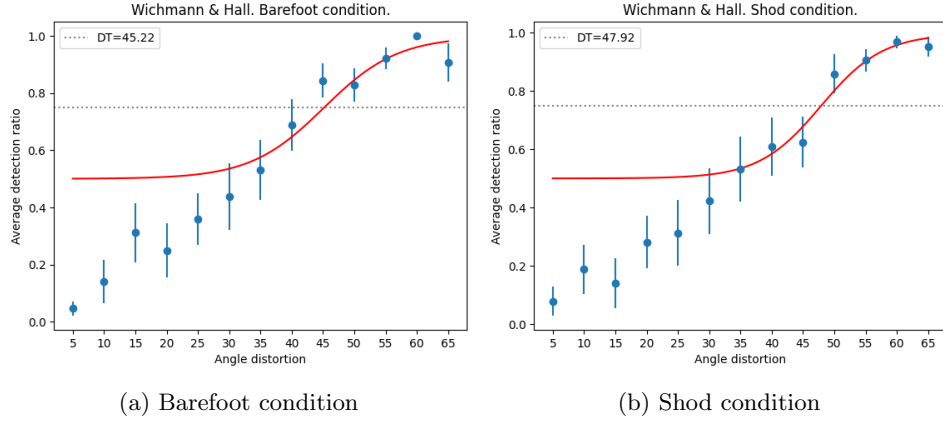 Wichmann & Hall. Barefoot condition.
DT=45.22
1.0
0.8
0.6
0.4
0.2
0.0
Average detection ratio
5 10 15 20 25 30 35 40 45 50 55 60 65
Angle distortion
(a) Barefoot condition
Wichmann & Hall. Shod condition.
DT=47.92
1.0
0.8
0.6
0.4
0.2
0.0
Average detection ratio
5 10 15 20 25 30 35 40 45 50 55 60 65
Angle distortion
(b) Shod condition